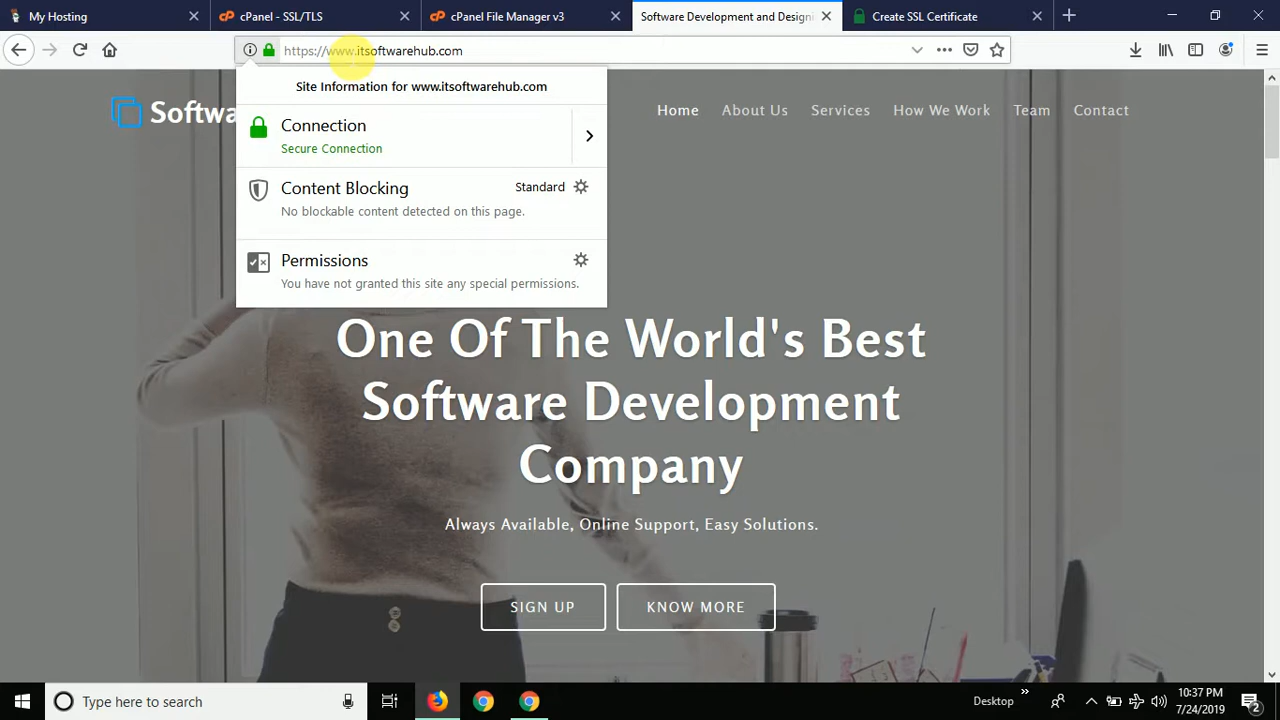 My Hosting
cPanel - SSL/TLS
cPanel File Manager v3
Software Development and Designi
Create SSL Certificate
https://www.itsoftwarehub.com
Site Information for www.itsoftwarehub.com
Connection
Secure Connection
Content Blocking
Standard
No blockable content detected on this page.
Permissions
You have not granted this site any special permissions.
Softwa
Home About Us Services How We Work Team Contact
One Of The World's Best
Software Development
Company
Always Available, Online Support, Easy Solutions.
SIGN UP
KNOW MORE
Type here to search
Desktop
10:37 PM
7/24/2019
2